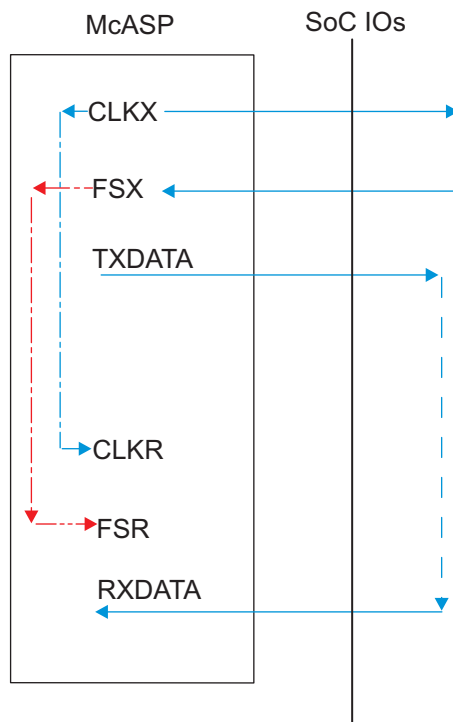 McASP
SoC IOs
CLKX
FSX
TXDATA
CLKR
FSR
RXDATA